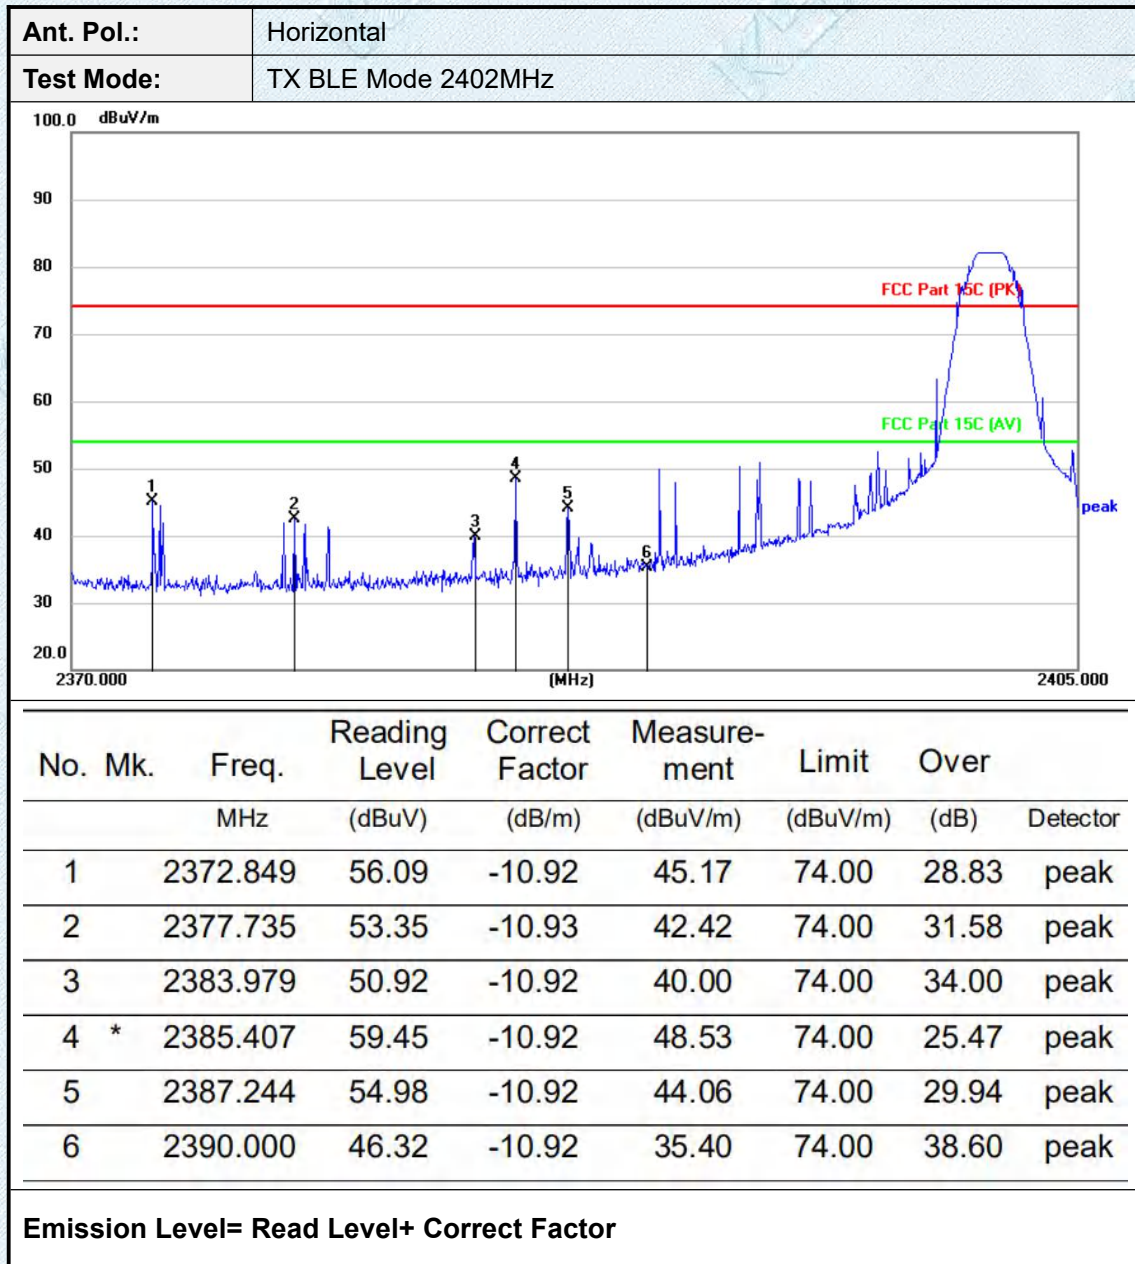 Ant. Pol.: Horizontal
Test Mode: TX BLE Mode 2402MHz
100.0 dBuV/m
90
80
FCC Part 15C (PK)
70
60
FCC Part 15C (AV)
50
1 2 3 4 5 6
peak
40
30
20.0
2370.000 (MHz) 2405.000
No. Mk. Freq. Reading Level Correct Factor Measure-ment Limit Over
MHz (dBuV) (dB/m) (dBuV/m) (dBuV/m) (dB) Detector
1 2372.849 56.09 -10.92 45.17 74.00 28.83 peak
2 2377.735 53.35 -10.93 42.42 74.00 31.58 peak
3 2383.979 50.92 -10.92 40.00 74.00 34.00 peak
4 * 2385.407 59.45 -10.92 48.53 74.00 25.47 peak
5 2387.244 54.98 -10.92 44.06 74.00 29.94 peak
6 2390.000 46.32 -10.92 35.40 74.00 38.60 peak
Emission Level= Read Level+ Correct Factor